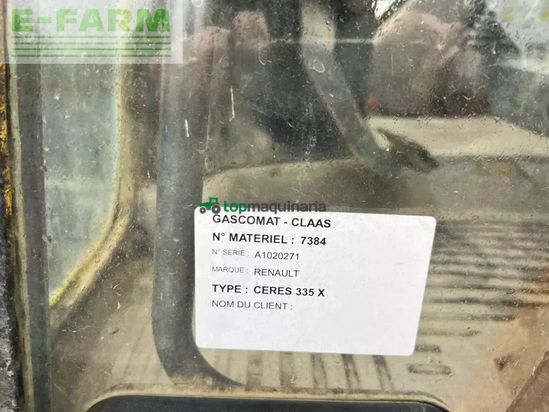 E-FARM
topmaquinaria
GASCOMAT - CLAAS
N° MATERIEL : 7384
N° SERIE : A1020271
MARQUE : RENAULT
TYPE : CERES 335 X
NOM DU CLIENT :